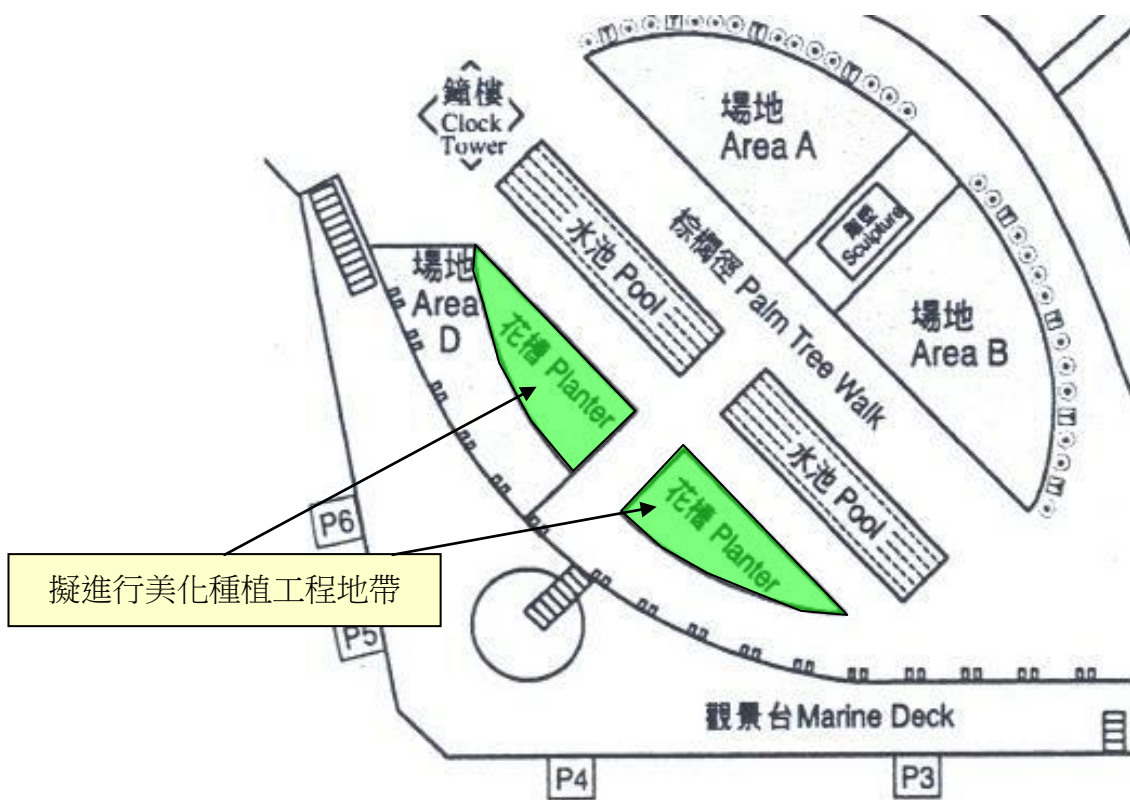 鐘樓
Clock
Tower
場地
Area A
水池 Pool
棕櫚徑 Palm Tree Walk
雕塑
Sculpture
場地
Area B
場地
Area
D
花槽 Planter
水池 Pool
花槽 Planter
P6
擬進行美化種植工程地帶
P5
觀景台 Marine Deck
P4
P3